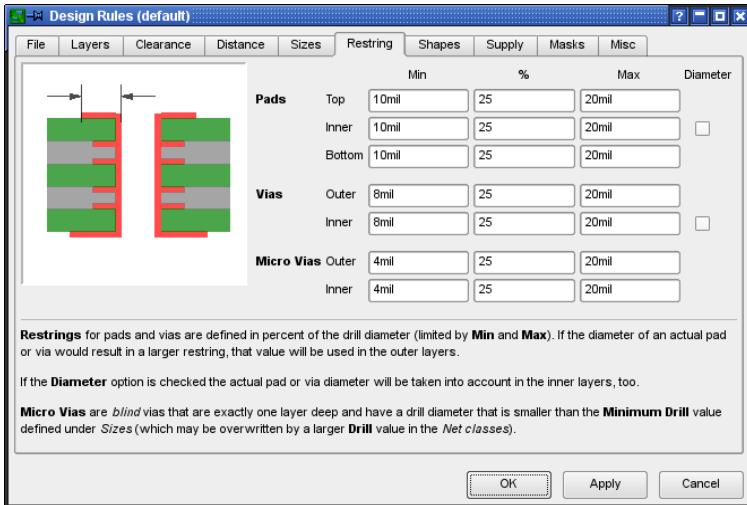 Design Rules (default)
File Layers Clearance Distance Sizes Restring Shapes Supply Masks Misc
Min % Max Diameter
Pads Top 10mil 25 20mil
Inner 10mil 25 20mil
Bottom 10mil 25 20mil
Vias Outer 8mil 25 20mil
Inner 8mil 25 20mil
Micro Vias Outer 4mil 25 20mil
Inner 4mil 25 20mil
Restrings for pads and vias are defined in percent of the drill diameter (limited by Min and Max). If the diameter of an actual pad
or via would result in a larger restring, that value will be used in the outer layers.
If the Diameter option is checked the actual pad or via diameter will be taken into account in the inner layers, too.
Micro Vias are blind vias that are exactly one layer deep and have a drill diameter that is smaller than the Minimum Drill value
defined under Sizes (which may be overwritten by a larger Drill value in the Net classes).
OK Apply Cancel